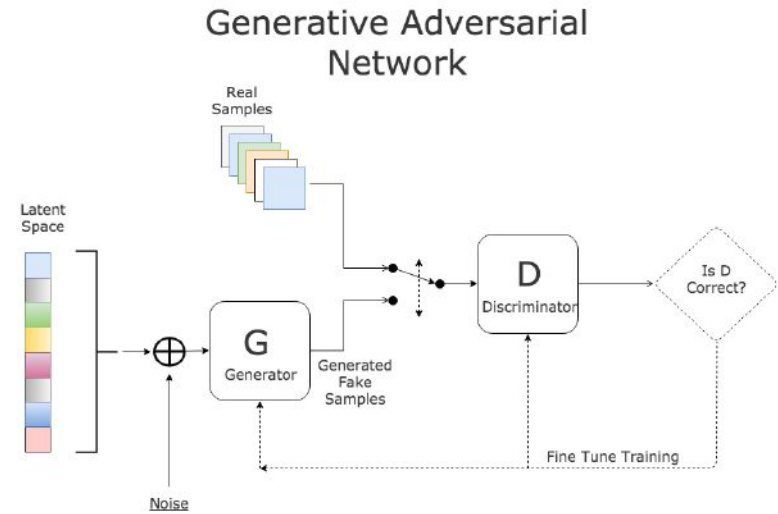 Generative Adversarial
Network
Real
Samples
Latent
Space
D
Discriminator
Is D
Correct?
G
Generator
Generated
Fake
Samples
Fine Tune Training
Noise